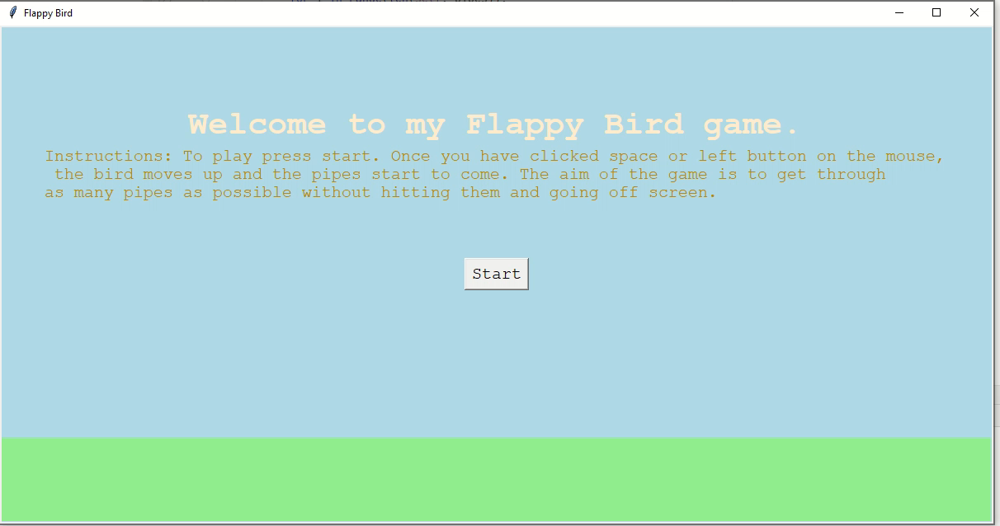 Flappy Bird
Welcome to my Flappy Bird game.
Instructions: To play press start. Once you have clicked space or left button on the mouse,
the bird moves up and the pipes start to come. The aim of the game is to get through
as many pipes as possible without hitting them and going off screen.
Start